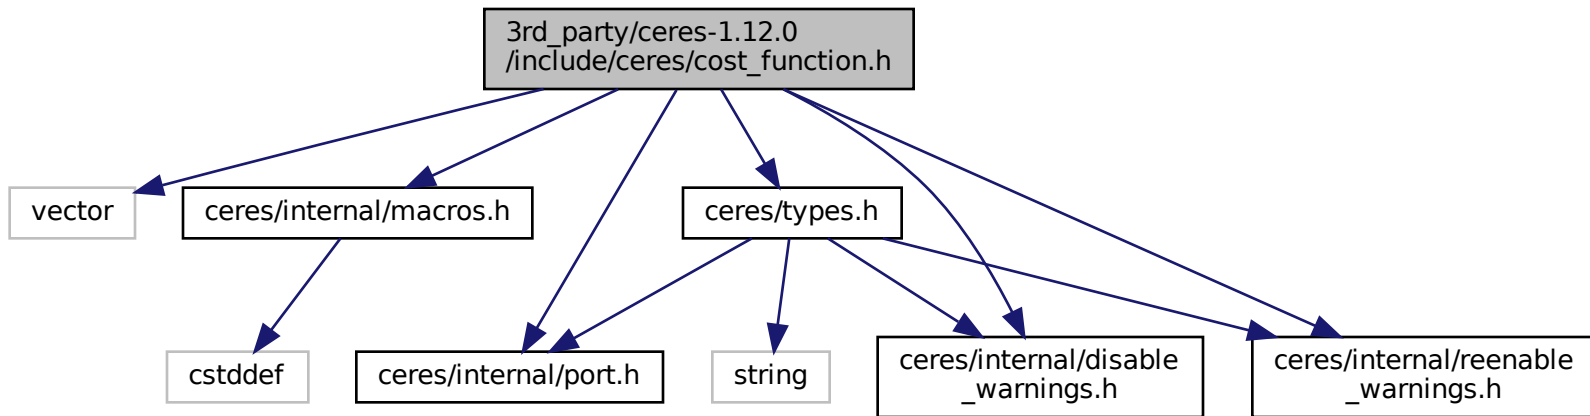 3rd_party/ceres-1.12.0
/include/ceres/cost_function.h
vector
ceres/internal/macros.h
ceres/types.h
cstddef
ceres/internal/port.h
string
ceres/internal/disable
_warnings.h
ceres/internal/reenable
_warnings.h